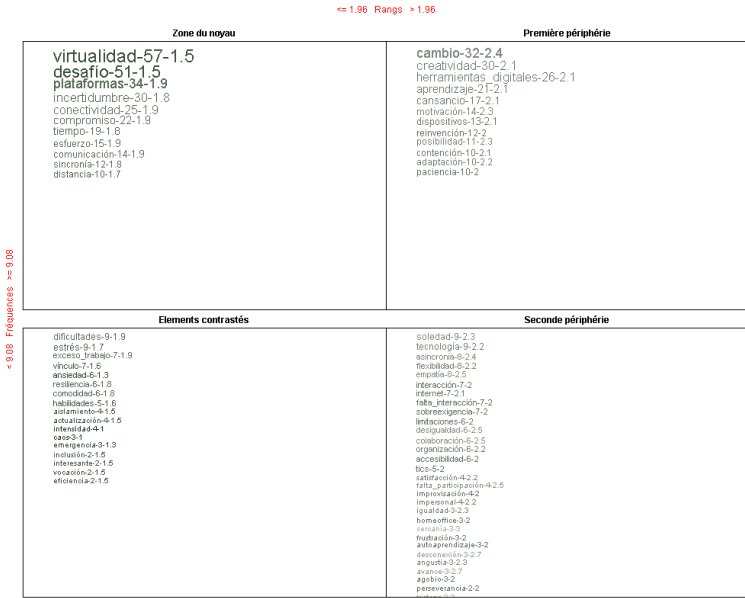 <= 1.96 Rangs > 1.96
Zone du noyau
virtualidad-57-1.5
desafío-51-1.5
plataformas-34-1.9
incertidumbre-30-1.8
conectividad-25-1.9
compromiso-22-1.9
tiempo-19-1.8
esfuerzo-15-1.9
comunicación-14-1.9
sincronía-12-1.8
distancia-10-1.7
Première périphérie
cambio-32-2.4
creatividad-30-2.1
herramientas_digitales-26-2.1
aprendizaje-21-2.1
cansancio-17-2.1
motivación-14-2.3
dispositivos-13-2.1
reinvención-12-2
posibilidad-11-2.3
contención-10-2.1
adaptación-10-2.2
paciencia-10-2
< 9.08 Fréquences >= 9.08
Elements contrastés
dificultades-9-1.9
estrés-9-1.7
exceso_trabajo-7-1.9
vínculo-7-1.6
ansiedad-6-1.3
resiliencia-6-1.8
comodidad-6-1.8
habilidades-5-1.6
aislamiento-4-1.5
actualización-4-1.5
intensidad-4-1
caos-3-1
emergencia-3-1.3
inclusión-2-1.5
interesante-2-1.5
vocación-2-1.5
eficiencia-2-1.5
Seconde périphérie
soledad-9-2.3
tecnología-9-2.2
asincronía-8-2.4
flexibilidad-8-2.2
empatía-8-2.5
interacción-7-2
internet-7-2.1
falta_interacción-7-2
sobreexigencia-7-2
limitaciones-6-2
desigualdad-6-2.5
colaboración-6-2.5
organización-6-2.2
accesibilidad-6-2
tics-5-2
satisfacción-4-2.2
falta_participación-4-2.5
improvisación-4-2
impersonal-4-2.2
igualdad-3-2.3
homeoffice-3-2
cercanía-3-3
frustración-3-2
autoaprendizaje-3-2
desconexión-3-2.7
angustia-3-2.3
avance-3-2.7
agobio-3-2
perseverancia-2-2